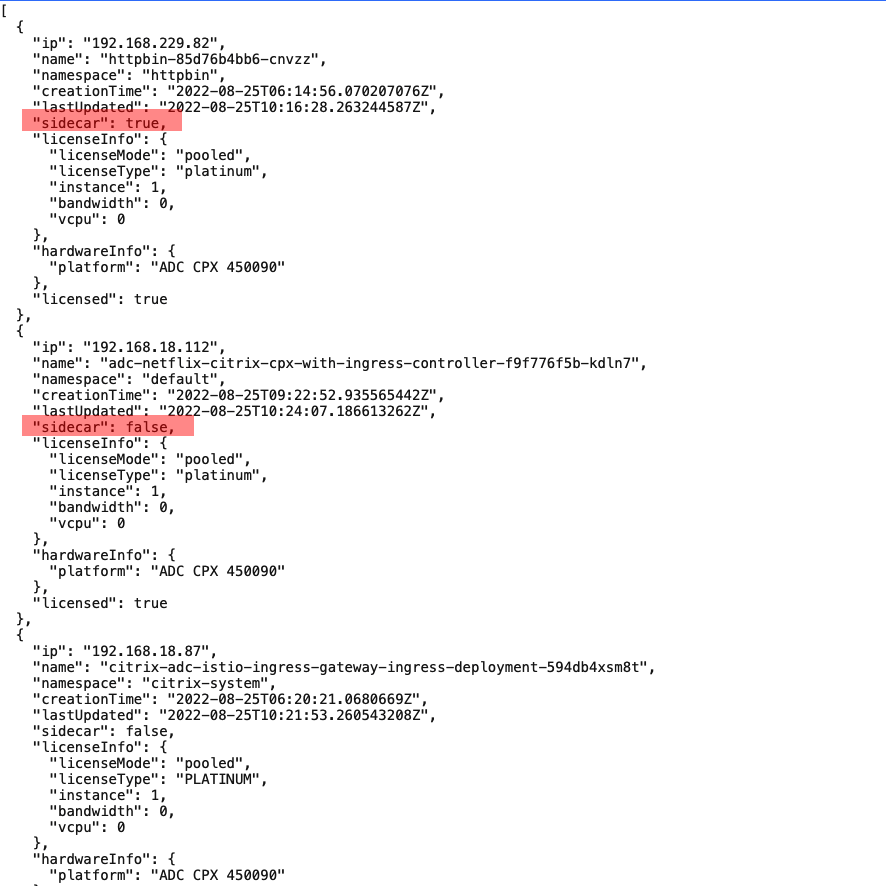 [
  {
    "ip": "192.168.229.82",
    "name": "httpbin-85d76b4bb6-cnvzz",
    "namespace": "httpbin",
    "creationTime": "2022-08-25T06:14:56.070207076Z",
    "lastUpdated": "2022-08-25T10:16:28.263244587Z",
    "sidecar": true,
    "licenseInfo": {
      "licenseMode": "pooled",
      "licenseType": "platinum",
      "instance": 1,
      "bandwidth": 0,
      "vcpu": 0
    },
    "hardwareInfo": {
      "platform": "ADC CPX 450090"
    },
    "licensed": true
  },
  {
    "ip": "192.168.18.112",
    "name": "adc-netflix-citrix-cpx-with-ingress-controller-f9f776f5b-kdln7",
    "namespace": "default",
    "creationTime": "2022-08-25T09:22:52.935565442Z",
    "lastUpdated": "2022-08-25T10:24:07.186613262Z",
    "sidecar": false,
    "licenseInfo": {
      "licenseMode": "pooled",
      "licenseType": "platinum",
      "instance": 1,
      "bandwidth": 0,
      "vcpu": 0
    },
    "hardwareInfo": {
      "platform": "ADC CPX 450090"
    },
    "licensed": true
  },
  {
    "ip": "192.168.18.87",
    "name": "citrix-adc-istio-ingress-gateway-ingress-deployment-594db4xsm8t",
    "namespace": "citrix-system",
    "creationTime": "2022-08-25T06:20:21.0680669Z",
    "lastUpdated": "2022-08-25T10:21:53.260543208Z",
    "sidecar": false,
    "licenseInfo": {
      "licenseMode": "pooled",
      "licenseType": "PLATINUM",
      "instance": 1,
      "bandwidth": 0,
      "vcpu": 0
    },
    "hardwareInfo": {
      "platform": "ADC CPX 450090"